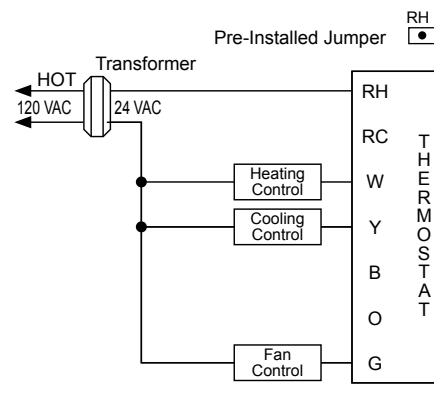 RH
Pre-Installed Jumper
Transformer
HOT
120 VAC
24 VAC
RH
RC
Heating
Control
W
Cooling
Control
Y
B
O
Fan
Control
G
THERMOSTAT